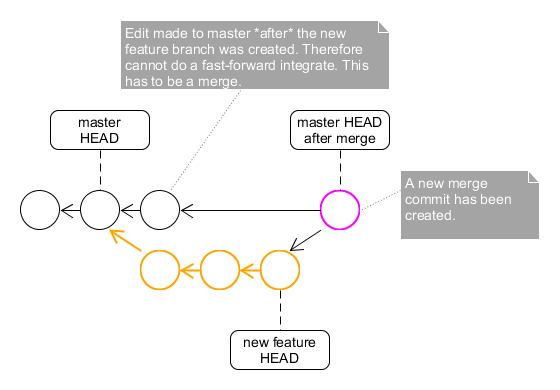 Edit made to master *after* the new
feature branch was created. Therefore
cannot do a fast-forward integrate. This
has to be a merge.
master
HEAD
master HEAD
after merge
A new merge
commit has been
created.
new feature
HEAD